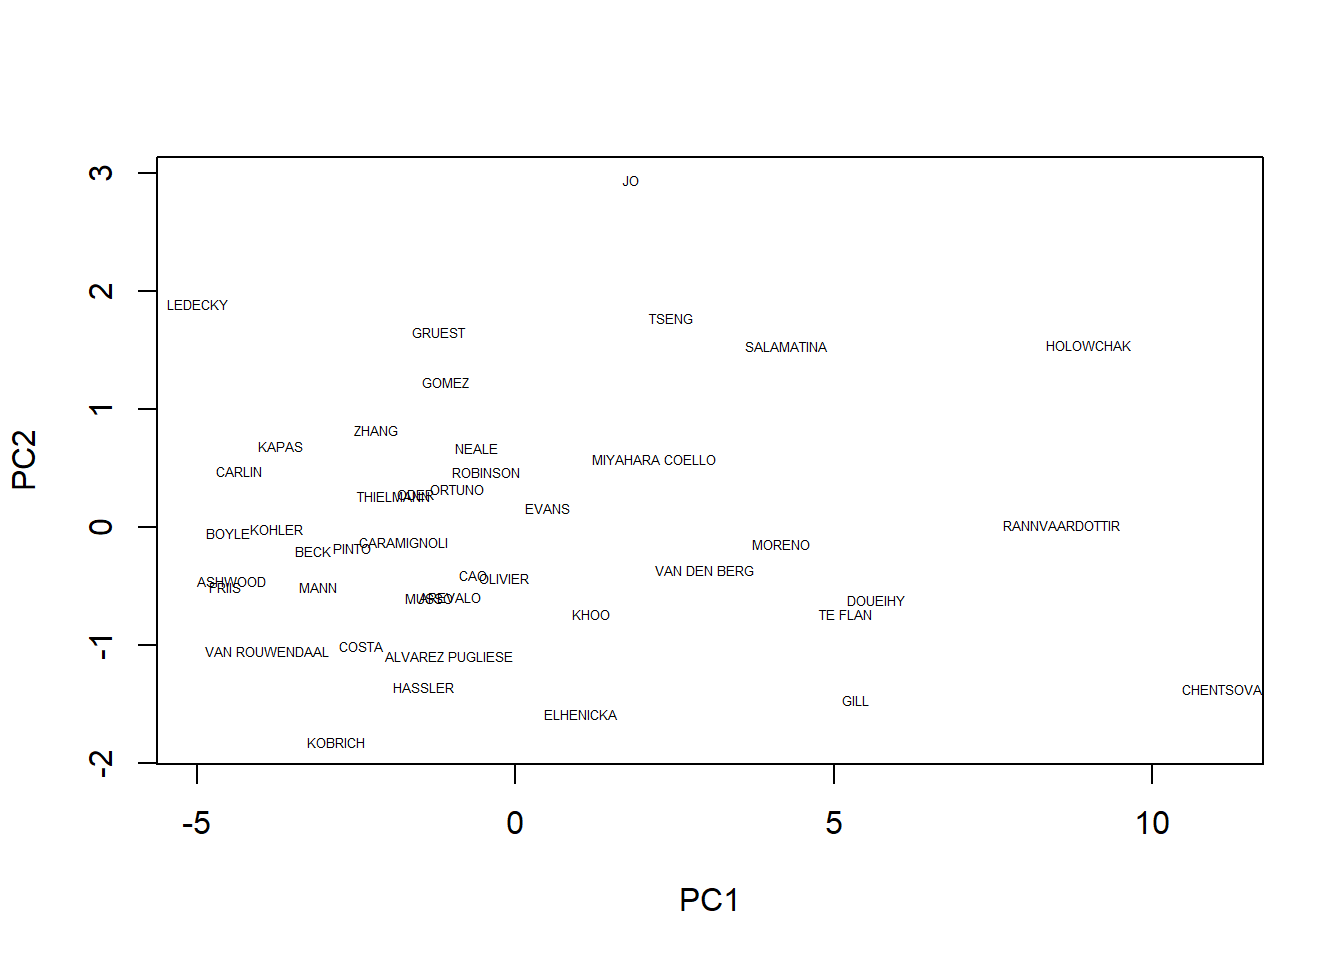 3
JO
2
LEDECKY
TSENG
GRUEST
SALAMATINA
HOLOWCHAK
GOMEZ
1
ZHANG
KAPAS
NEALE
MIYAHARA COELLO
CARLIN
ROBINSON
ORTUNO
THIELMANN
EVANS
0
RANNVAARDOTTIR
KOHLER
BOYLE
CARAMIGNOLI
MORENO
PINTO
BECK
VAN DEN BERG
CAO
OLIVIER
ASHWOOD
FRIIS
MANN
AREVALO
MUSSO
DOUEIHY
KHOO
TE FLAN
-1
COSTA
VAN ROUWENDAAL
ALVAREZ PUGLIESE
HASSLER
CHENTSOVA
GILL
ELHENICKA
KOBRICH
-2
PC2
-5
0
5
10
PC1